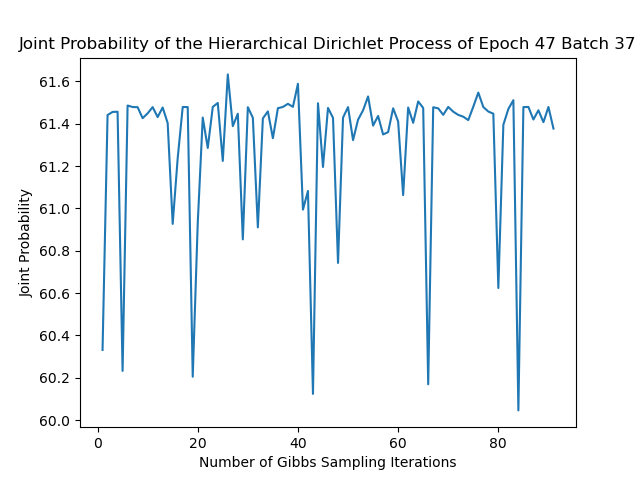 Joint Probability of the Hierarchical Dirichlet Process of Epoch 47 Batch 37
61.6
61.4
61.2
61.0
60.8
60.6
60.4
60.2
60.0
Joint Probability
0 20 40 60 80
Number of Gibbs Sampling Iterations